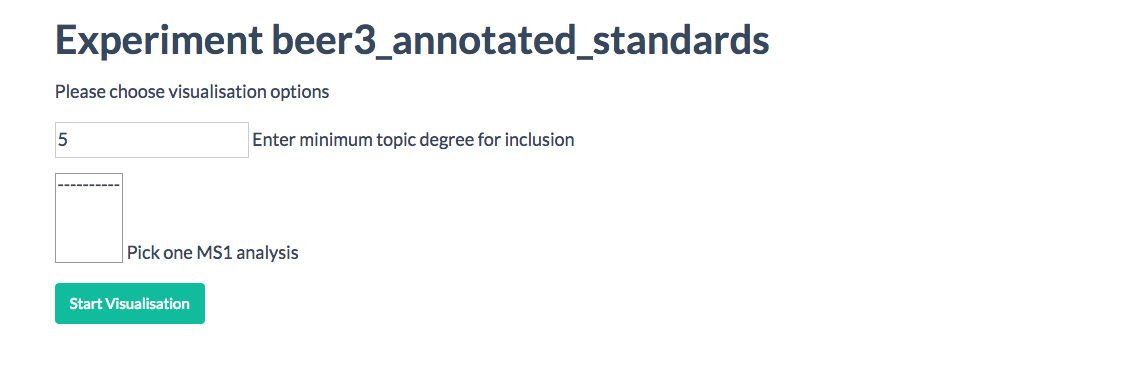 Experiment beer3_annotated_standards
Please choose visualisation options
5 Enter minimum topic degree for inclusion
----------
Pick one MS1 analysis
Start Visualisation